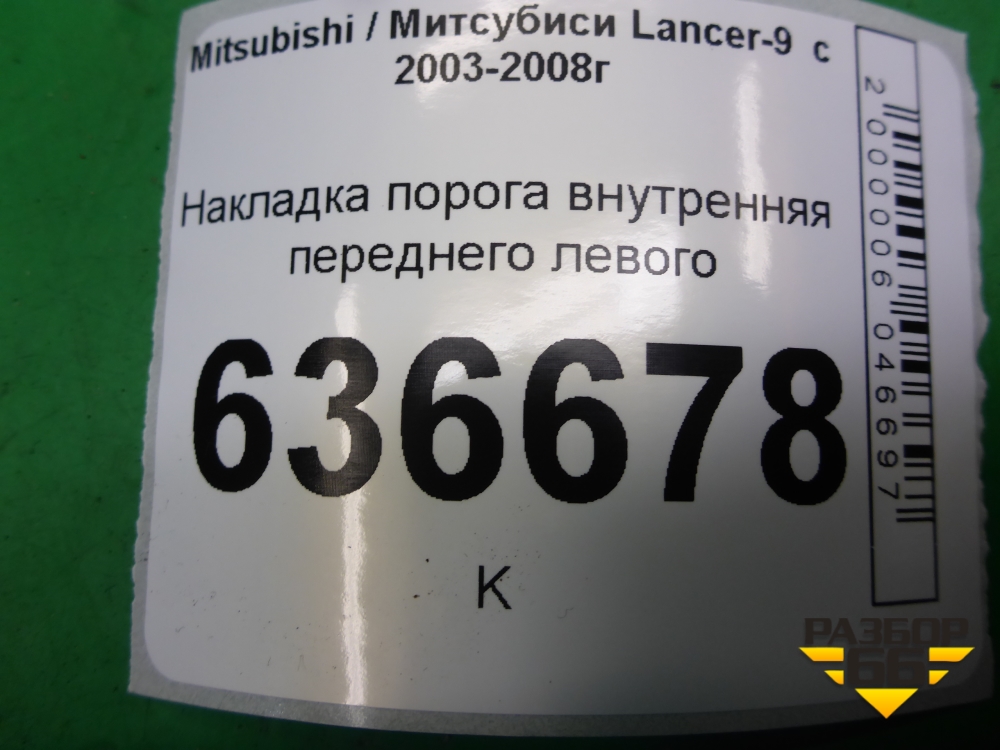 Mitsubishi / Митсубиси Lancer-9 с
2003-2008г
Накладка порога внутренняя
переднего левого
636678
К
2000006046697
РАЗБОР
66